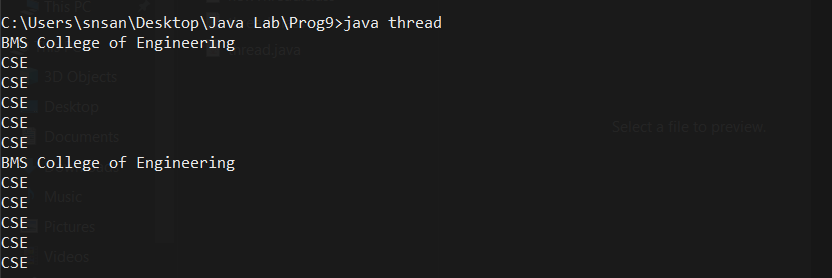 This PC
C:\Users\snsan\Desktop\Java Lab\Prog9>java thread
BMS College of Engineering
thread.java
CSE
3D Objects
CSE
CSE
Desktop
CSE
Select a file to preview.
CSE
Documents
BMS College of Engineering
CSE
CSE
Music
CSE
Pictures
CSE
CSE
Videos